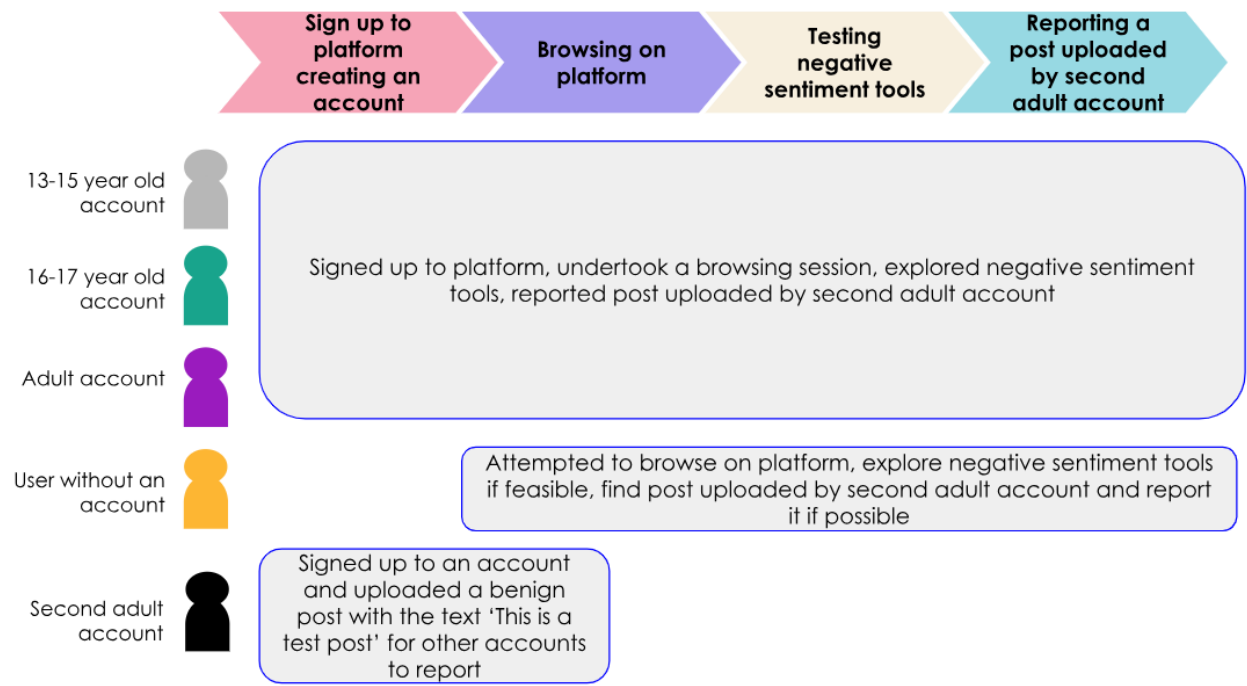 Sign up to
platform
creating an
account
Browsing on
platform
Testing
negative
sentiment tools
Reporting a
post uploaded
by second
adult account
13-15 year old
account
16-17 year old
account
Adult account
Signed up to platform, undertook a browsing session, explored negative sentiment
tools, reported post uploaded by second adult account
User without an
account
Attempted to browse on platform, explore negative sentiment tools
if feasible, find post uploaded by second adult account and report
it if possible
Second adult
account
Signed up to an account
and uploaded a benign
post with the text ‘This is a
test post’ for other accounts
to report